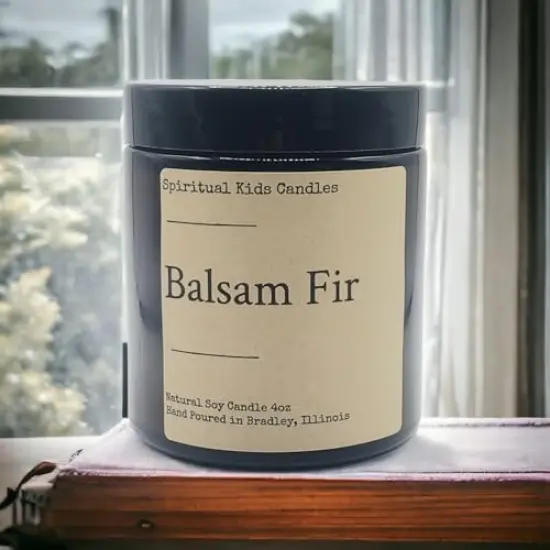 Spiritual Kids Candles
Balsam Fir
Natural Soy Candle 4oz
Hand Poured in Bradley, Illinois